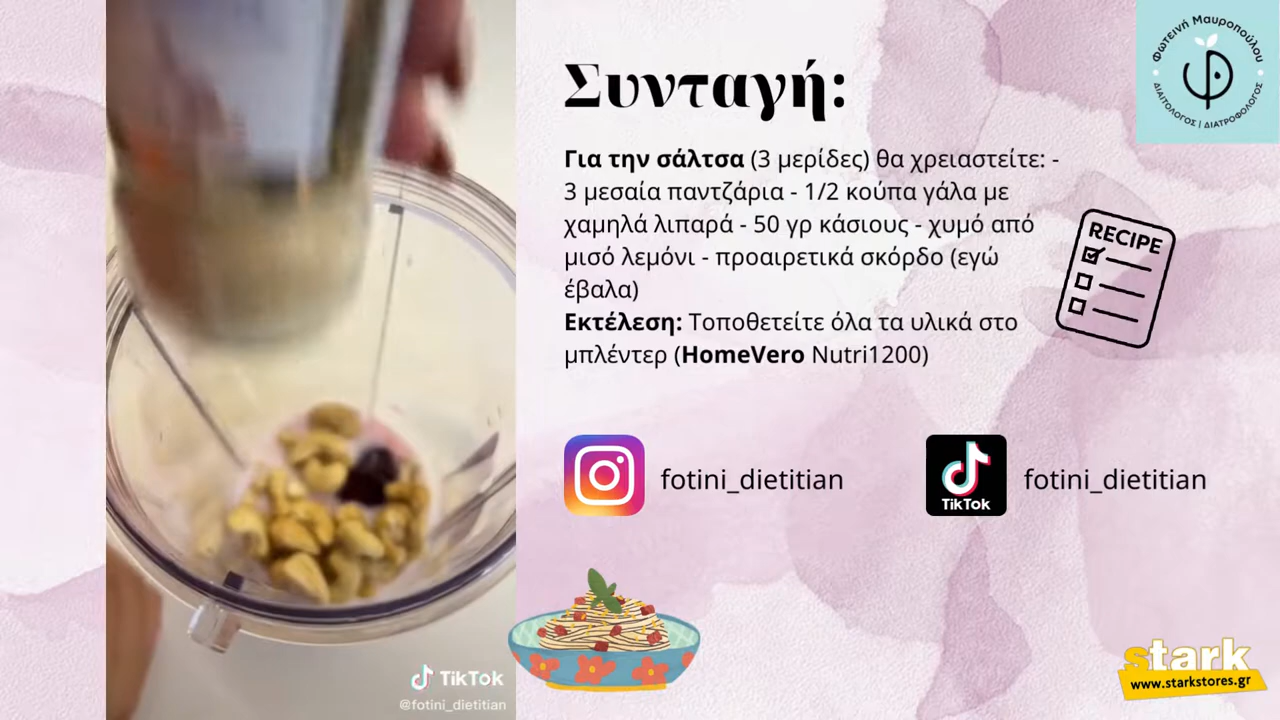 Συνταγή:
Για την σάλτσα (3 μερίδες) θα χρειαστείτε: -
3 μεσαία παντζάρια - 1/2 κούπα γάλα με
χαμηλά λιπαρά - 50 γρ κάσιους - χυμό από
μισό λεμόνι - προαιρετικά σκόρδο (εγώ
έβαλα)
Εκτέλεση: Τοποθετείτε όλα τα υλικά στο
μπλέντερ (HomeVero Nutri1200)
Φωτεινή Μαυροπούλου
ΔΙΑΙΤΟΛΟΓΟΣ | ΔΙΑΤΡΟΦΟΛΟΓΟΣ
RECIPE
fotini_dietitian
TikTok
fotini_dietitian
TikTok
@fotini_dietitian
stark
www.starkstores.gr